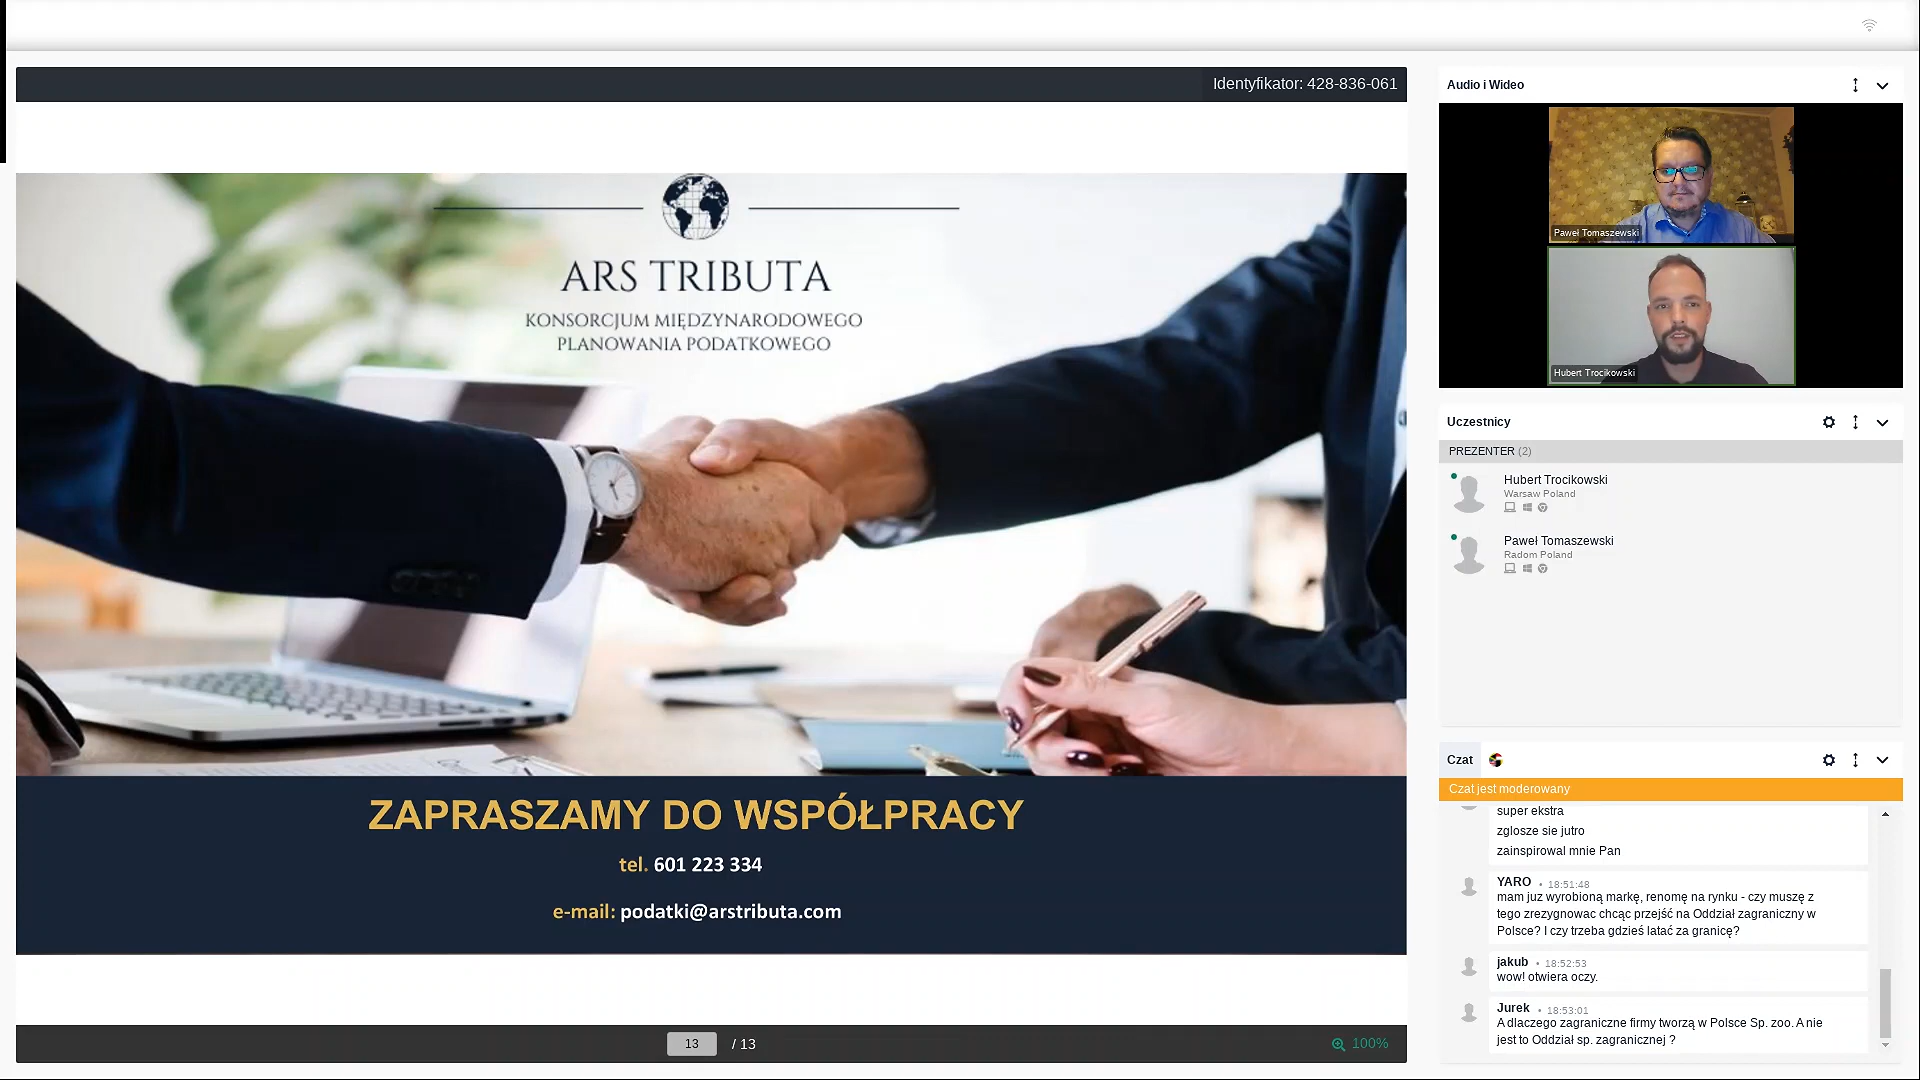 Identyfikator: 428-836-061
ARS TRIBUTA
KONSORCJUM MIĘDZYNARODOWEGO
PLANOWANIA PODATKOWEGO
ZAPRASZAMY DO WSPÓŁPRACY
tel. 601 223 334
e-mail: podatki@arstributa.com
13 / 13
100%
Audio i Wideo
Paweł Tomaszewski
Hubert Trocikowski
Uczestnicy
PREZENTER (2)
Hubert Trocikowski
Warsaw Poland
Paweł Tomaszewski
Radom Poland
Czat
Czat jest moderowany
super ekstra
zglosze sie jutro
zainspirowal mnie Pan
YARO • 18:51:48
mam juz wyrobioną markę, renomę na rynku - czy muszę z
tego zrezygnowac chcąc przejść na Oddział zagraniczny w
Polsce? I czy trzeba gdzieś latać za granicę?
jakub • 18:52:53
wow! otwiera oczy.
Jurek • 18:53:01
A dlaczego zagraniczne firmy tworzą w Polsce Sp. zoo. A nie
jest to Oddział sp. zagranicznej ?